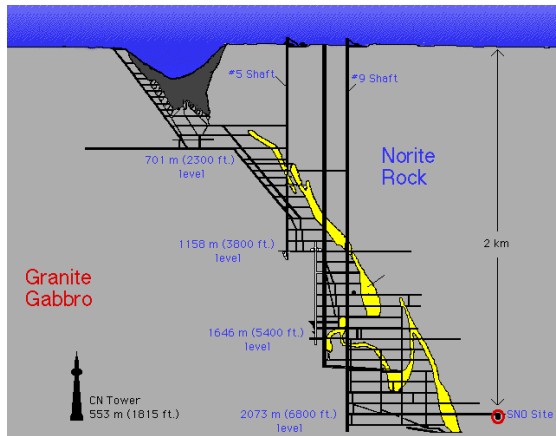 #5 Shaft
#9 Shaft
701 m (2300 ft.)
level
Norite
Rock
1158 m (3800 ft.)
level
2 km
Granite
Gabbro
1646 m (5400 ft.)
level
CN Tower
553 m (1815 ft.)
2073 m (6800 ft.)
level
SNO Site